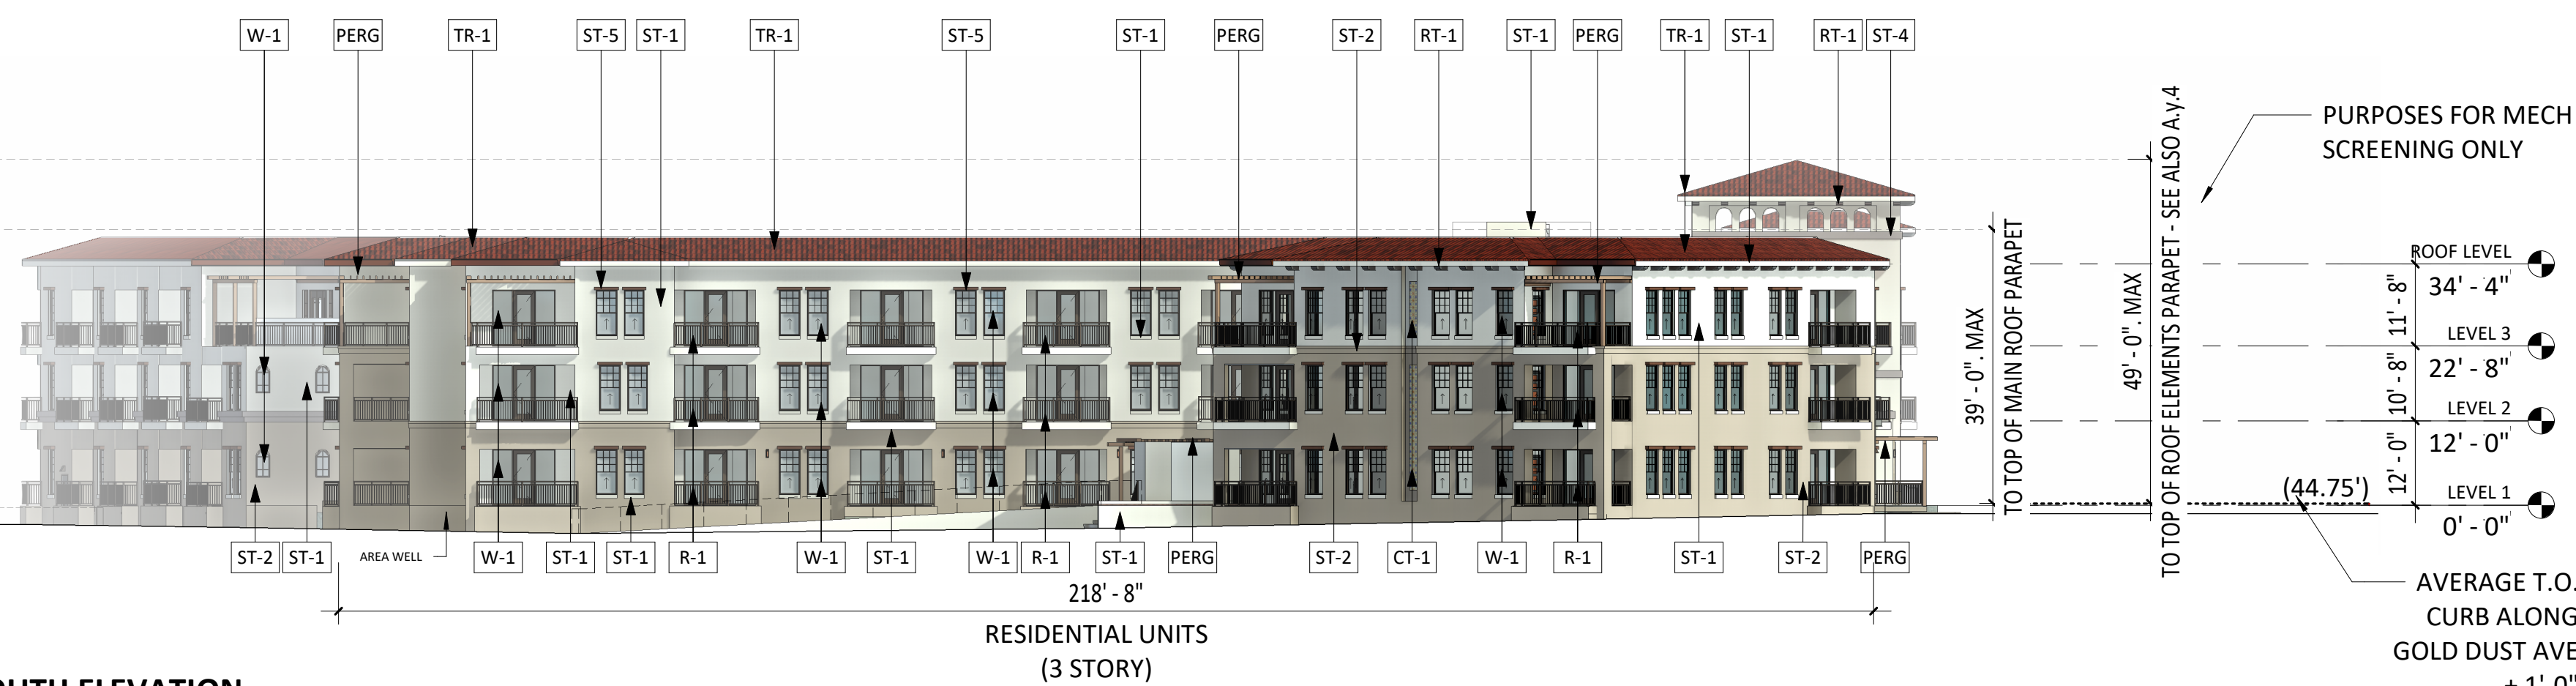 W-1 PERG TR-1 ST-5 ST-1 TR-1 ST-5 ST-1 PERG ST-2 RT-1 ST-1 PERG TR-1 ST-1 RT-1 ST-4
PURPOSES FOR MECH
SCREENING ONLY
39' - 0". MAX
TO TOP OF MAIN ROOF PARAPET
49' - 0". MAX
TO TOP OF ROOF ELEMENTS PARAPET - SEE ALSO A.y.4
ROOF LEVEL
34' - 4"
11' - 8"
LEVEL 3
22' - 8"
10' - 8"
LEVEL 2
12' - 0"
12' - 0"
LEVEL 1
0' - 0"
(44.75')
ST-2 ST-1 AREA WELL W-1 ST-1 ST-1 R-1 W-1 ST-1 W-1 R-1 ST-1 PERG ST-2 CT-1 W-1 R-1 ST-1 ST-2 PERG
218' - 8"
RESIDENTIAL UNITS
(3 STORY)
AVERAGE T.O.
CURB ALONG
GOLD DUST AVE
+ 1' 0"
ELEVATION